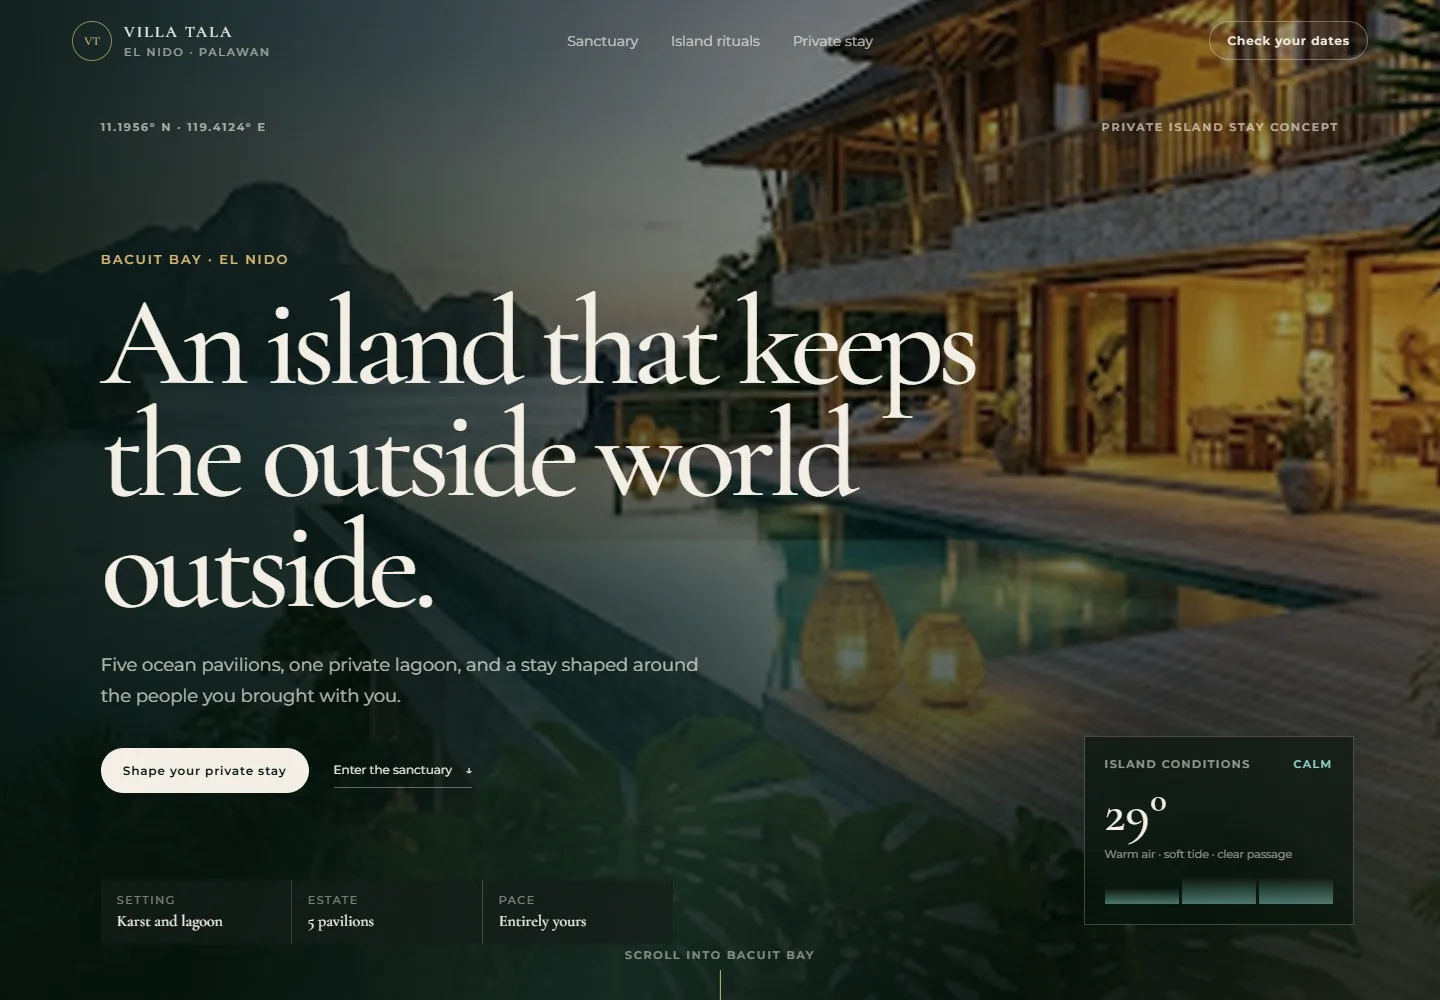 VT
VILLA TALA
EL NIDO · PALAWAN
Sanctuary
Island rituals
Private stay
Check your dates
11.1956° N · 119.4124° E
PRIVATE ISLAND STAY CONCEPT
BACUIT BAY · EL NIDO
An island that keeps
the outside world
outside.
Five ocean pavilions, one private lagoon, and a stay shaped around
the people you brought with you.
Shape your private stay
Enter the sanctuary ↓
ISLAND CONDITIONS
CALM
29°
Warm air · soft tide · clear passage
SETTING
Karst and lagoon
ESTATE
5 pavilions
PACE
Entirely yours
SCROLL INTO BACUIT BAY